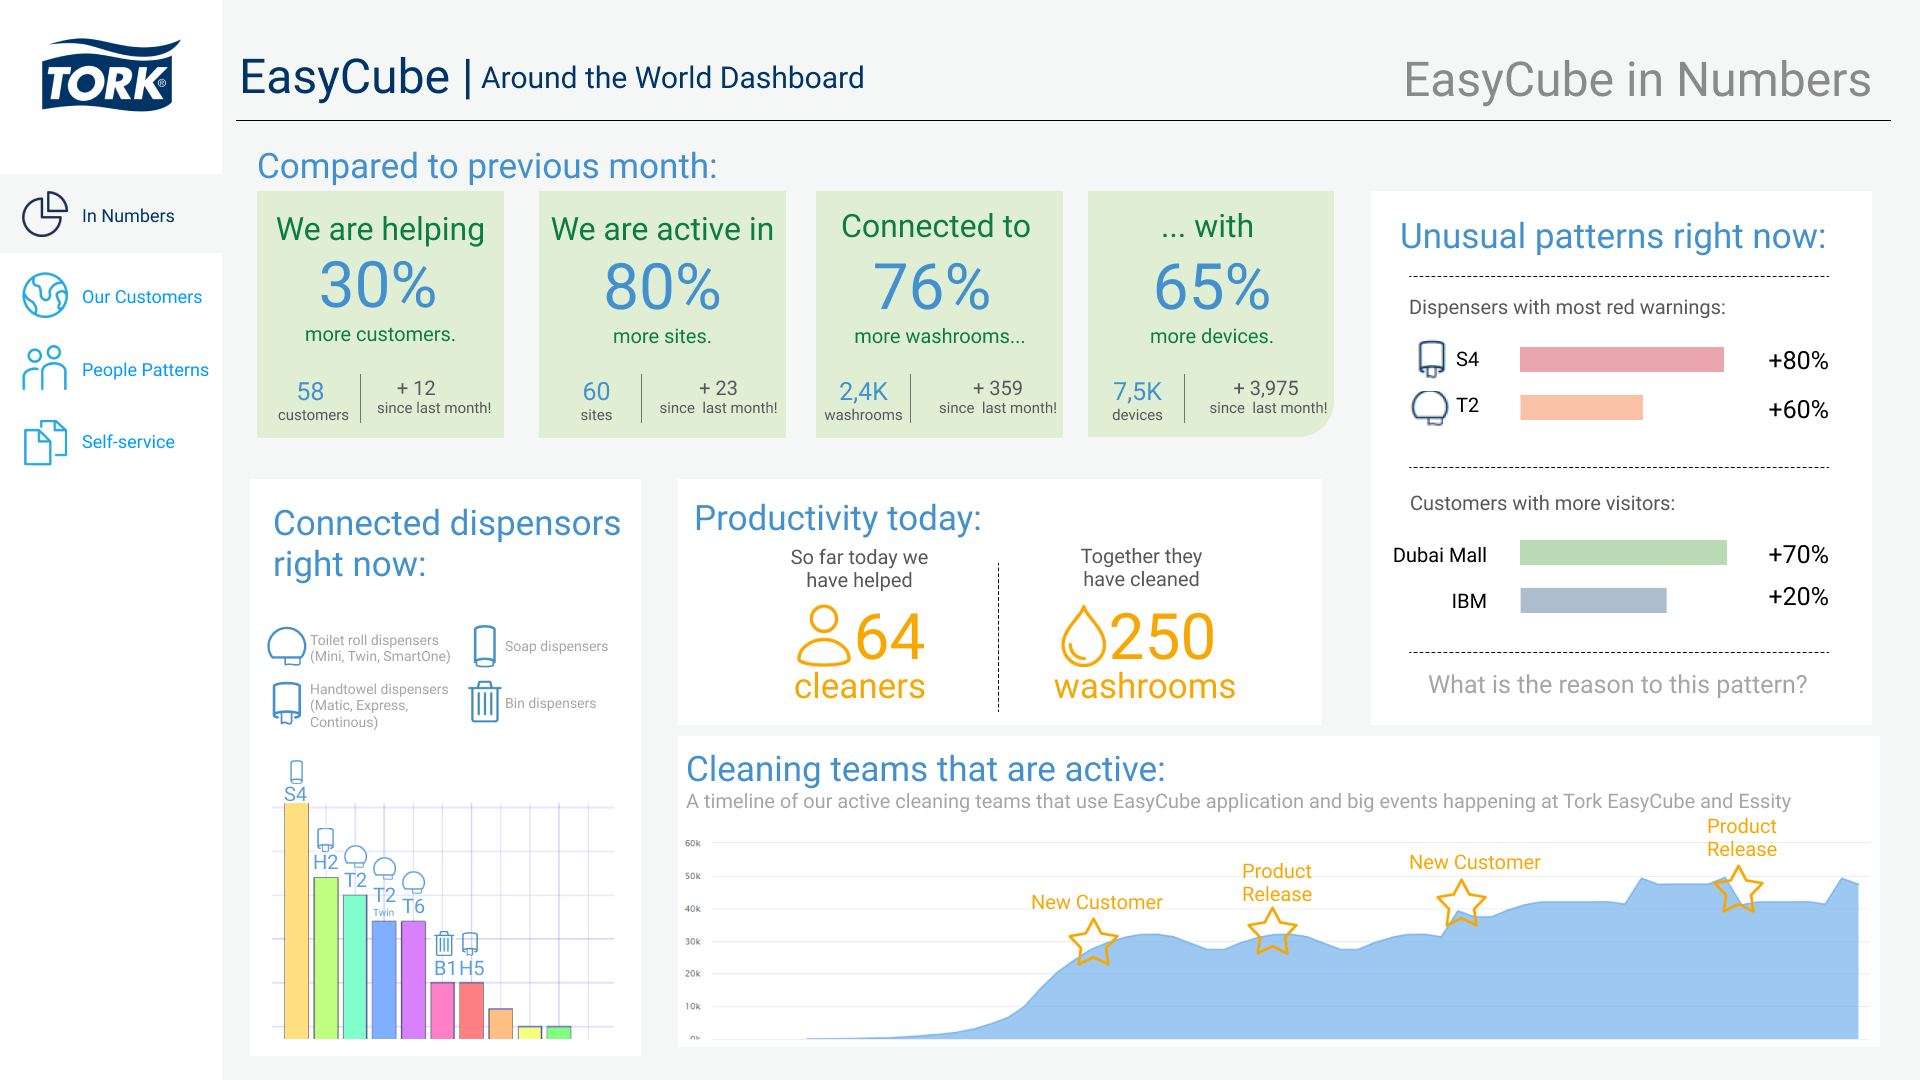 TORK®
EasyCube | Around the World Dashboard
EasyCube in Numbers
In Numbers
Our Customers
People Patterns
Self-service
Compared to previous month:
We are helping
30%
more customers.
58
customers
+ 12
since last month!
We are active in
80%
more sites.
60
sites
+ 23
since last month!
Connected to
76%
more washrooms...
2,4K
washrooms
+ 359
since last month!
... with
65%
more devices.
7,5K
devices
+ 3,975
since last month!
Unusual patterns right now:
Dispensers with most red warnings:
S4
+80%
T2
+60%
Customers with more visitors:
Dubai Mall
+70%
IBM
+20%
What is the reason to this pattern?
Connected dispensors
right now:
Toilet roll dispensers
(Mini, Twin, SmartOne)
Soap dispensers
Handtowel dispensers
(Matic, Express,
Continous)
Bin dispensers
S4
H2
T2
T2
Twin
T6
B1
H5
Productivity today:
So far today we
have helped
64
cleaners
Together they
have cleaned
250
washrooms
Cleaning teams that are active:
A timeline of our active cleaning teams that use EasyCube application and big events happening at Tork EasyCube and Essity
60k
50k
40k
30k
20k
10k
0k
New Customer
Product
Release
New Customer
Product
Release